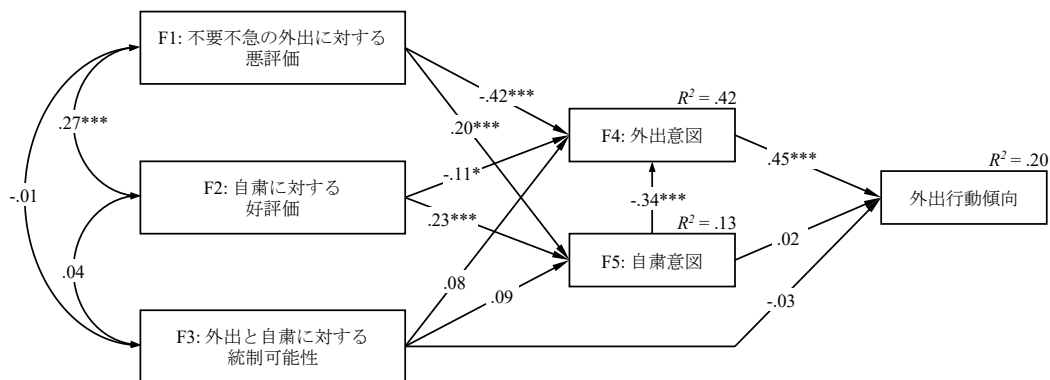 F1: 不要不急の外出に対する
悪評価
R² = .42
-.42***
.20***
F4: 外出意図
.27***
.45***
R² = .20
F2: 自粛に対する
好評価
-.11*
-.34***
外出行動傾向
-.01
.23***
R² = .13
F5: 自粛意図
.02
.04
.08
.09
-.03
F3: 外出と自粛に対する
統制可能性